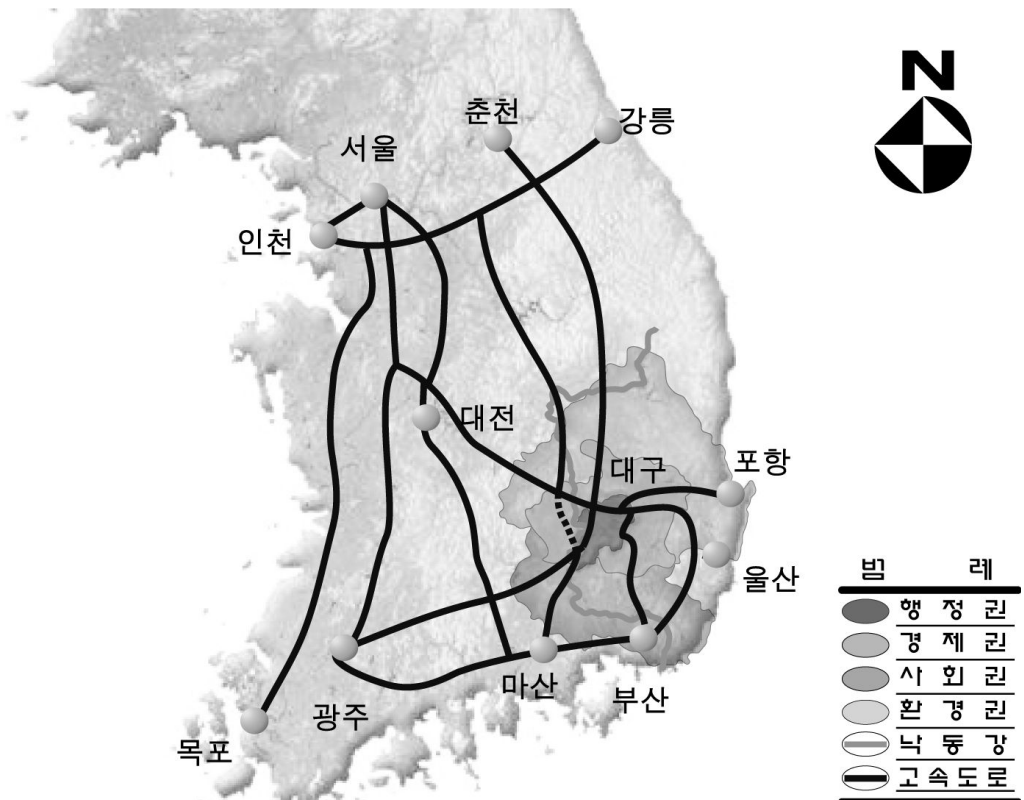 N
춘천
강릉
서울
인천
대전
대구
포항
울산
마산
부산
광주
목포
범 례
행 정 권
경 제 권
사 회 권
환 경 권
낙 동 강
고 속 도 로